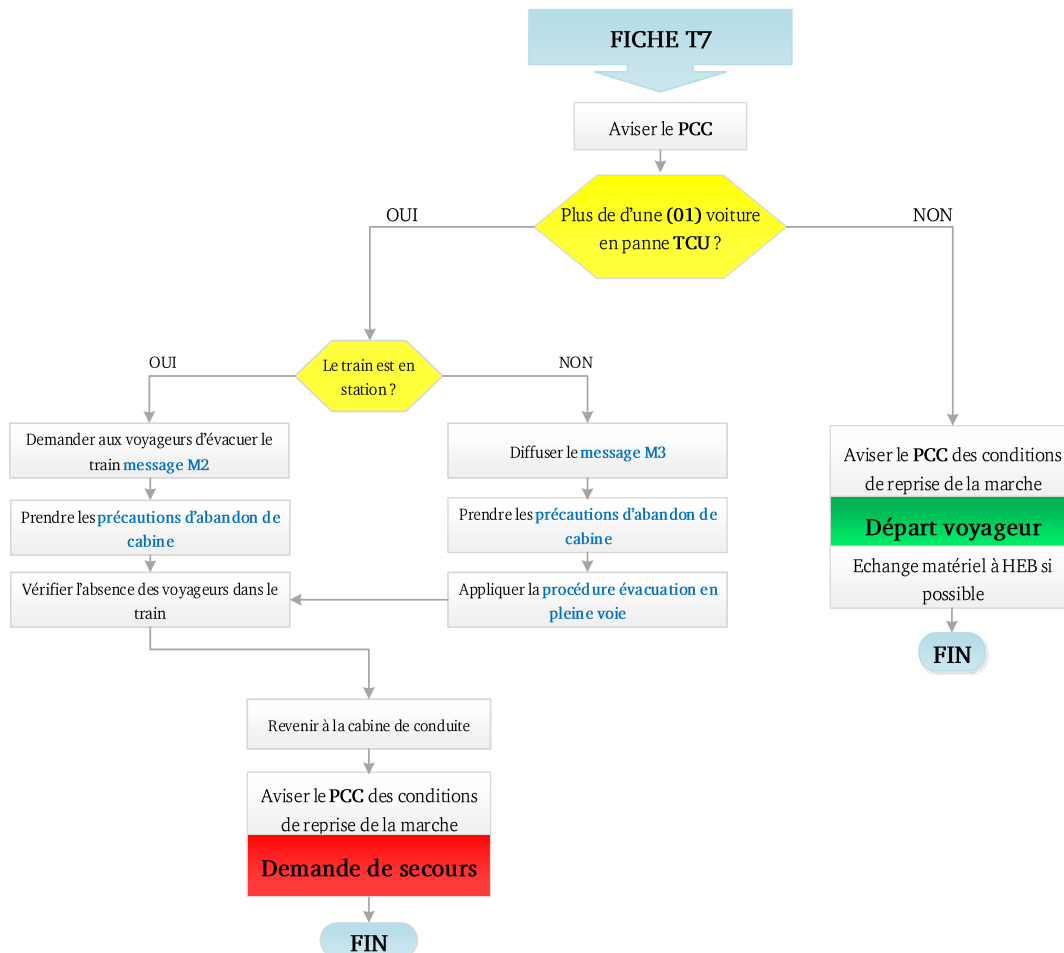 FICHE T7
Aviser le PCC
Plus de d'une (01) voiture
en panne TCU ?
OUI
NON
Le train est en
station ?
OUI
NON
Demander aux voyageurs d'évacuer le
train message M2
Prendre les précautions d'abandon de
cabine
Vérifier l'absence des voyageurs dans le
train
Diffuser le message M3
Prendre les précautions d'abandon de
cabine
Appliquer la procédure évacuation en
pleine voie
Aviser le PCC des conditions
de reprise de la marche
Départ voyageur
Echange matériel à HEB si
possible
FIN
Revenir à la cabine de conduite
Aviser le PCC des conditions
de reprise de la marche
Demande de secours
FIN